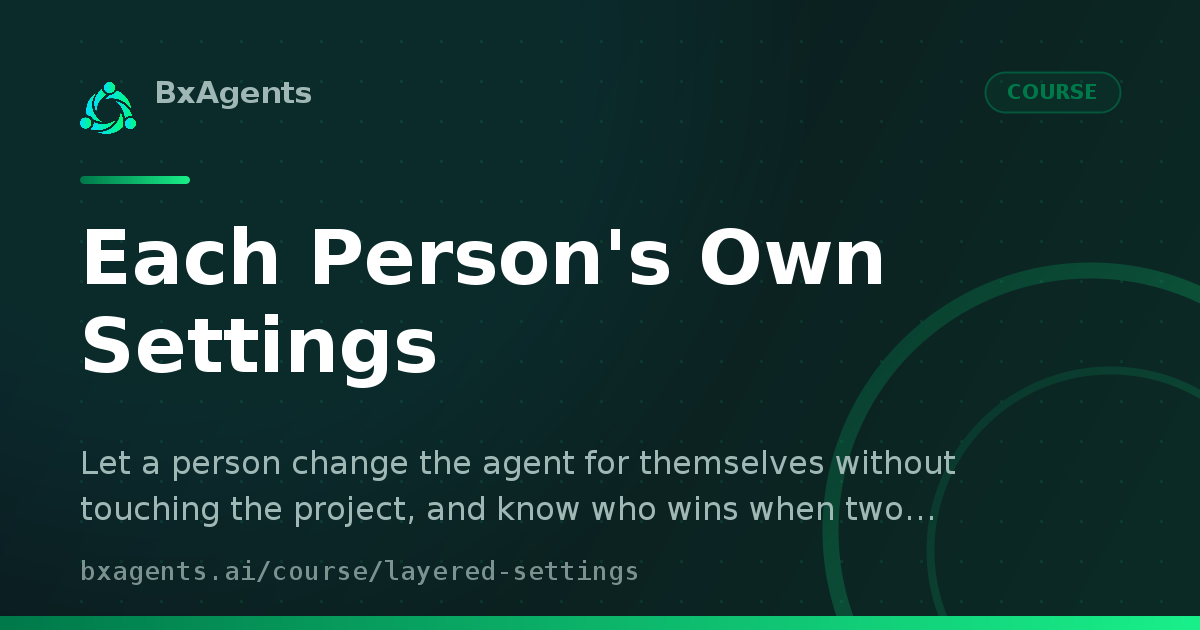 BxAgents
COURSE
Each Person's Own
Settings
Let a person change the agent for themselves without
touching the project, and know who wins when two...
bxagents.ai/course/layered-settings